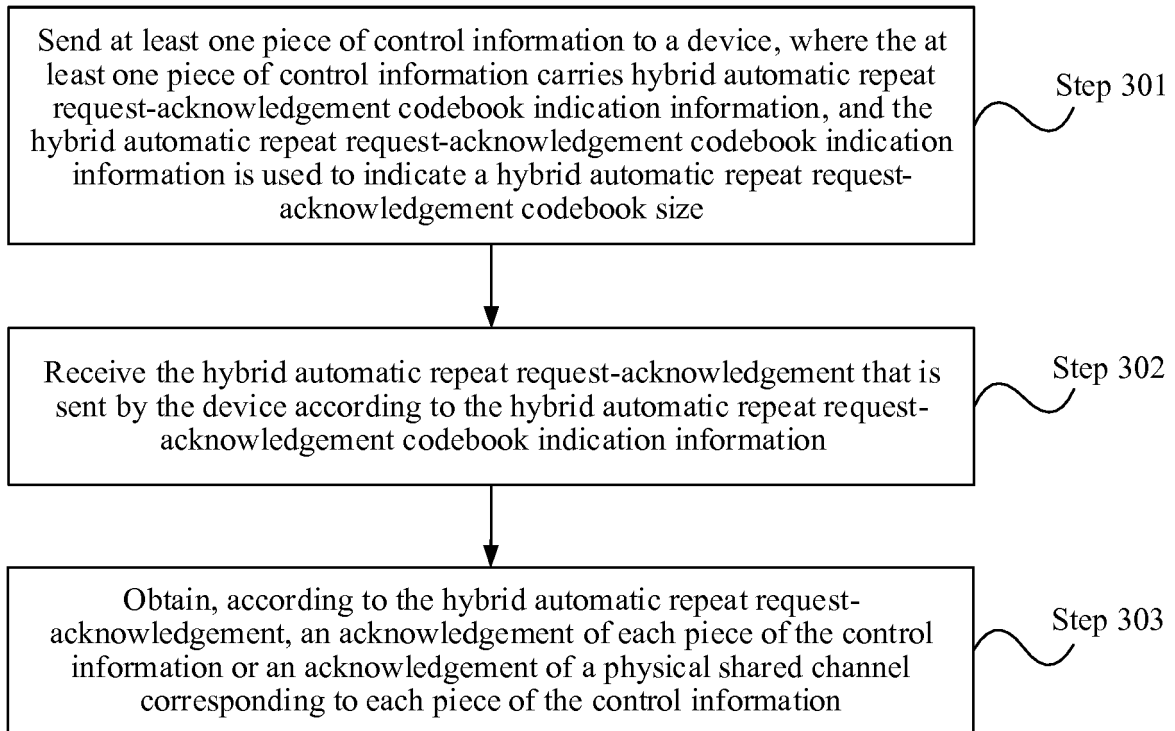 Send at least one piece of control information to a device, where the at
least one piece of control information carries hybrid automatic repeat
request-acknowledgement codebook indication information, and the
hybrid automatic repeat request-acknowledgement codebook indication
information is used to indicate a hybrid automatic repeat request-
acknowledgement codebook size
Step 301
Receive the hybrid automatic repeat request-acknowledgement that is
sent by the device according to the hybrid automatic repeat request-
acknowledgement codebook indication information
Step 302
Obtain, according to the hybrid automatic repeat request-
acknowledgement, an acknowledgement of each piece of the control
information or an acknowledgement of a physical shared channel
corresponding to each piece of the control information
Step 303